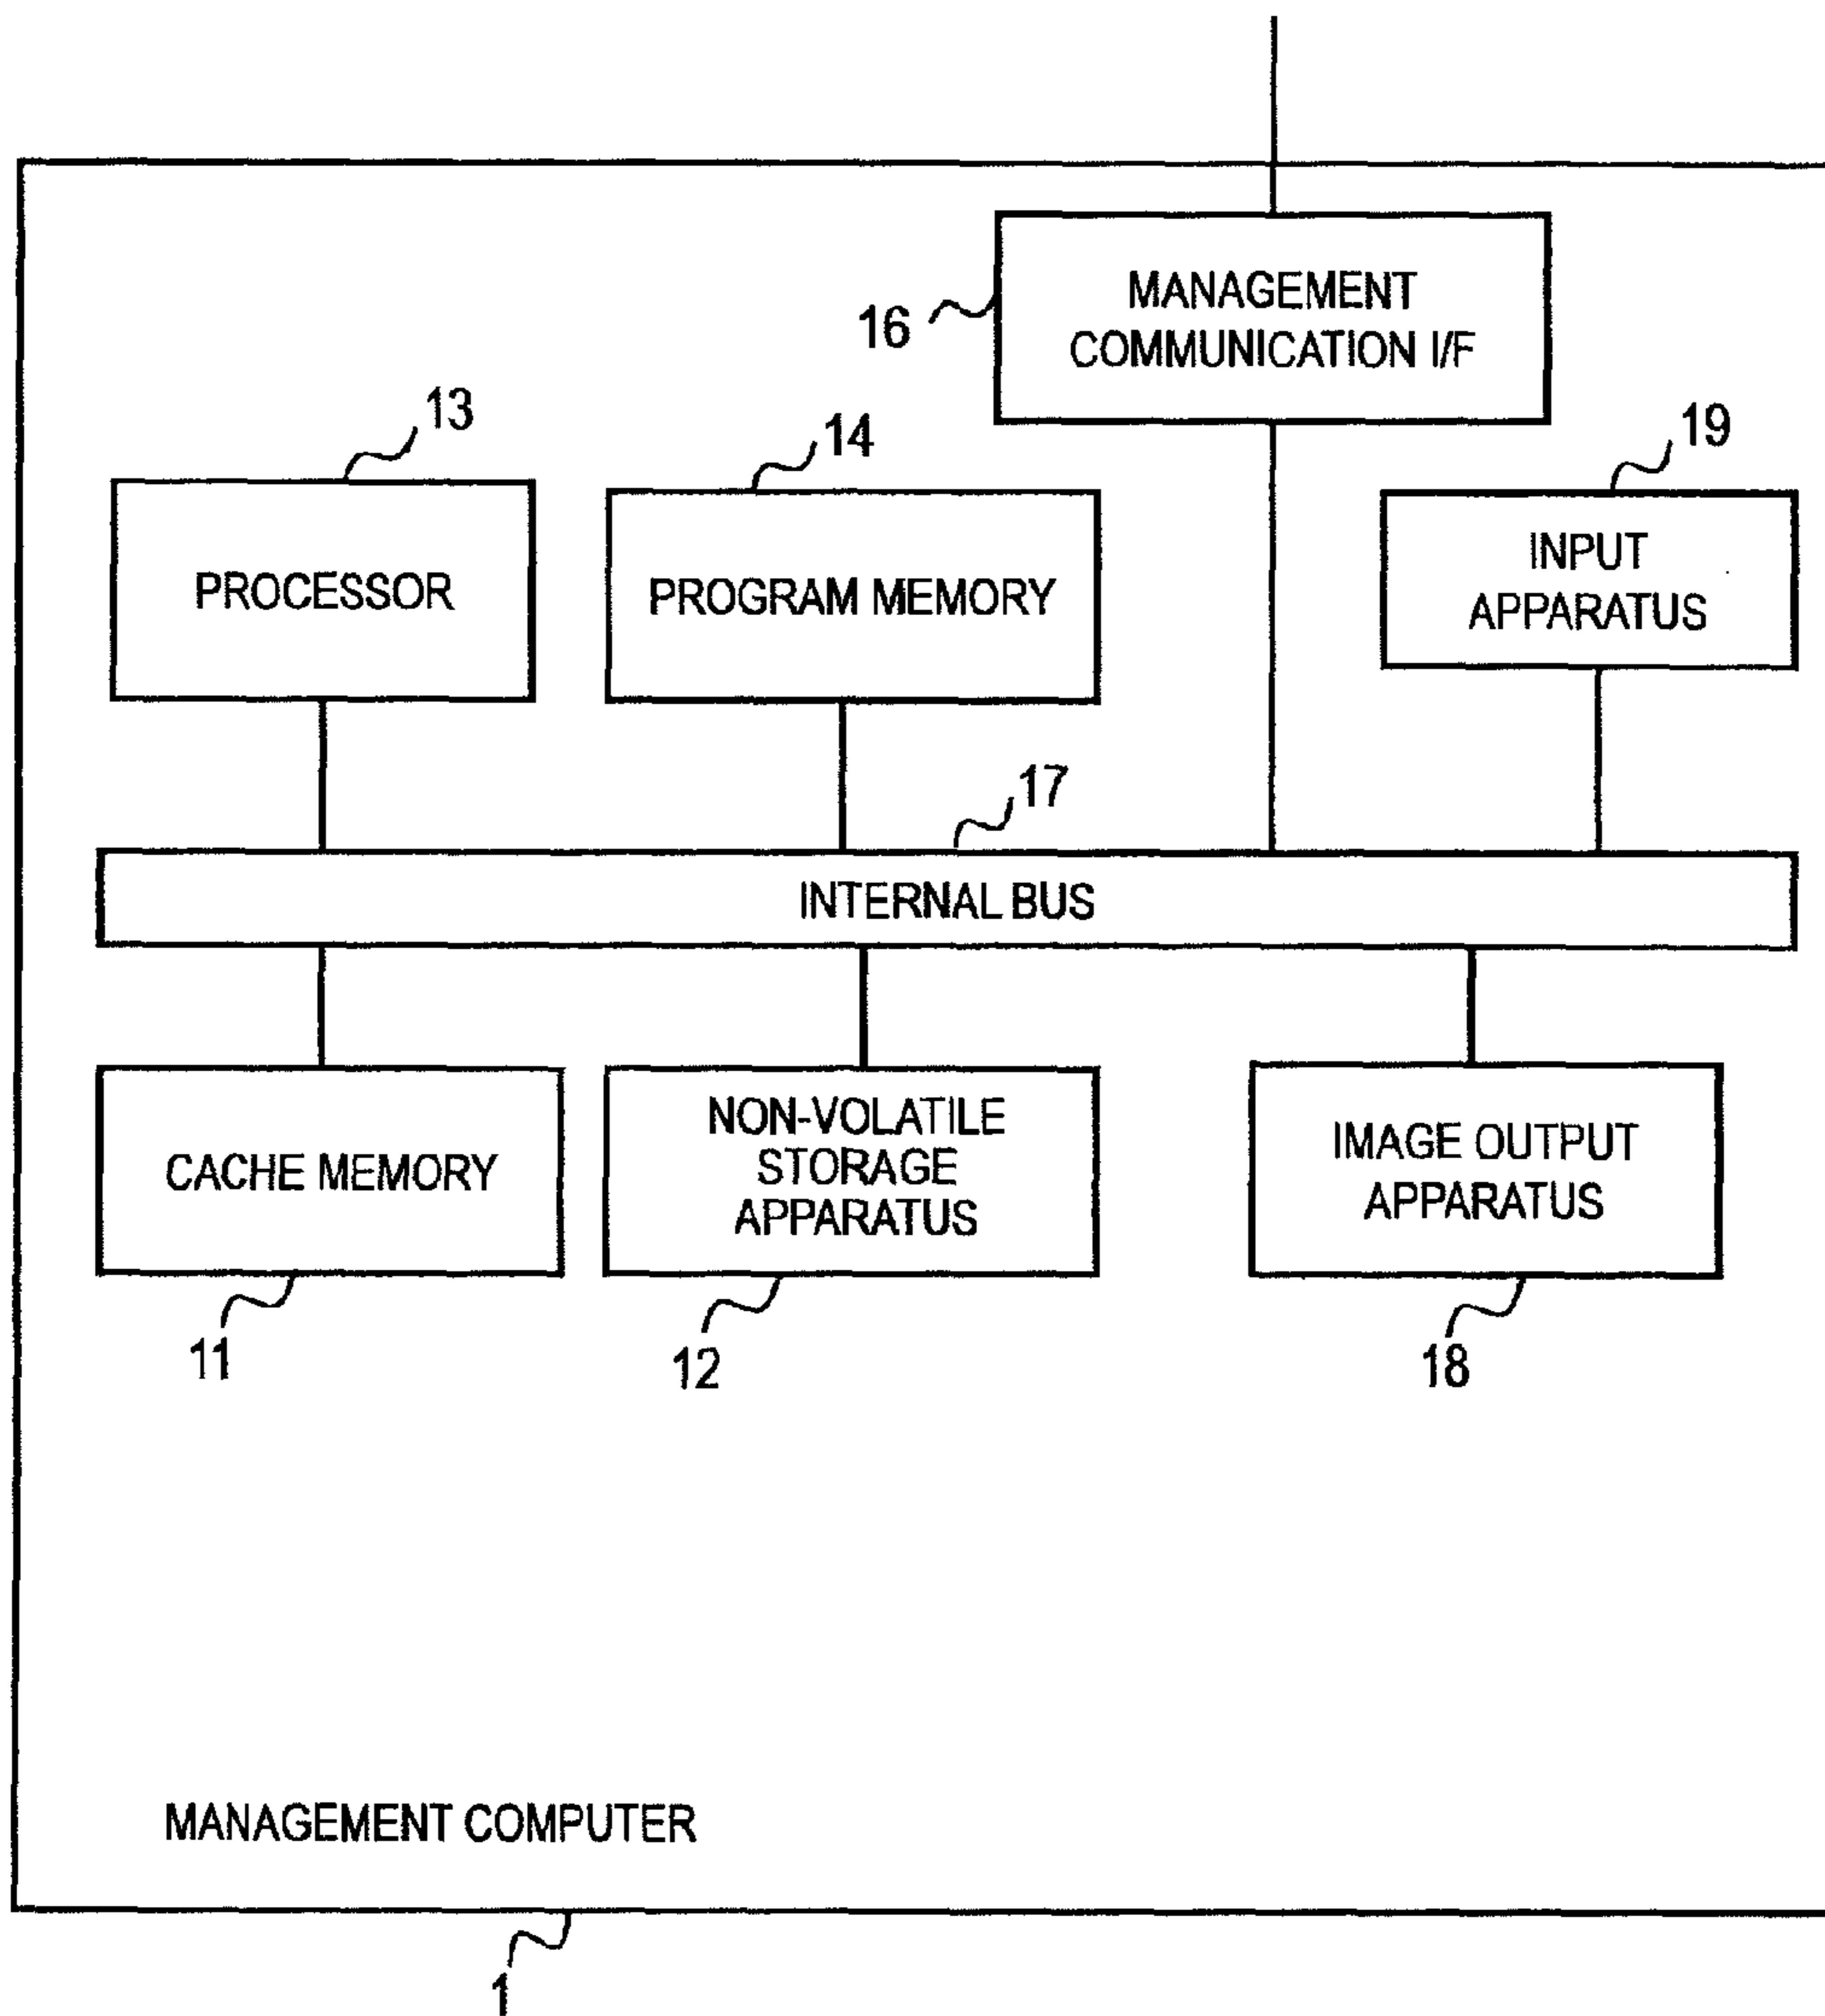 16
MANAGEMENT
COMMUNICATION I/F
13
14
19
PROCESSOR
PROGRAM MEMORY
INPUT
APPARATUS
17
INTERNAL BUS
CACHE MEMORY
NON-VOLATILE
STORAGE
APPARATUS
IMAGE OUTPUT
APPARATUS
11
12
18
MANAGEMENT COMPUTER
1